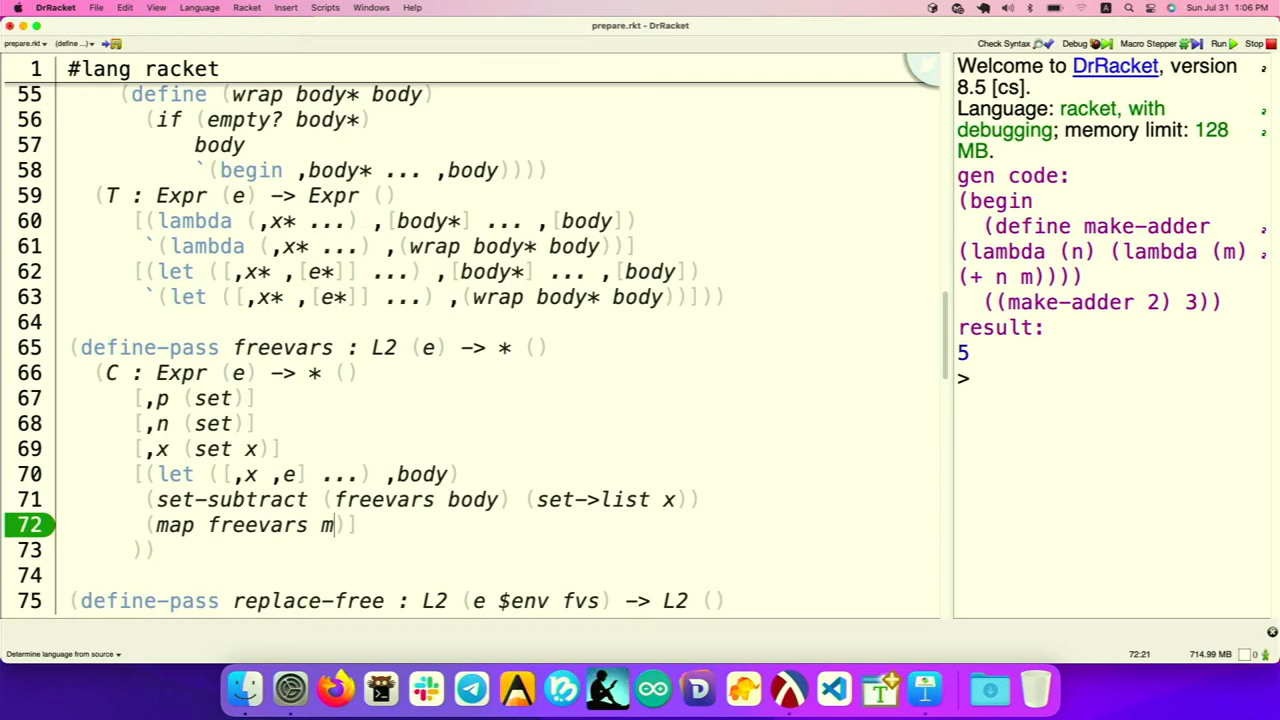 DrRacket File Edit View Language Racket Insert Scripts Windows Help Sun Jul 31 1:06 PM
prepare.rkt - DrRacket
prepare.rkt (define ...) Check Syntax Debug Macro Stepper Run Stop
1 #lang racket
55 (define (wrap body* body)
56 (if (empty? body*)
57 body
58 `(begin ,body* ... ,body))))
59 (T : Expr (e) -> Expr ()
60 [(lambda (,x* ...) ,[body*] ... ,[body])
61 `(lambda (,x* ...) ,(wrap body* body))]
62 [(let ([,x* ,[e*]] ...) ,[body*] ... ,[body])
63 `(let ([,x* ,[e*]] ...) ,(wrap body* body))]))
64
65 (define-pass freevars : L2 (e) -> * ()
66 (C : Expr (e) -> * ()
67 [,p (set)]
68 [,n (set)]
69 [,x (set x)]
70 [(let ([,x ,e] ...) ,body)
71 (set-subtract (freevars body) (set->list x))
72 (map freevars m)]
73 ))
74
75 (define-pass replace-free : L2 (e $env fvs) -> L2 ()
Welcome to DrRacket, version
8.5 [cs].
Language: racket, with
debugging; memory limit: 128
MB.
gen code:
(begin
(define make-adder
(lambda (n) (lambda (m)
(+ n m))))
((make-adder 2) 3))
result:
5
>
Determine language from source 72:21 714.99 MB